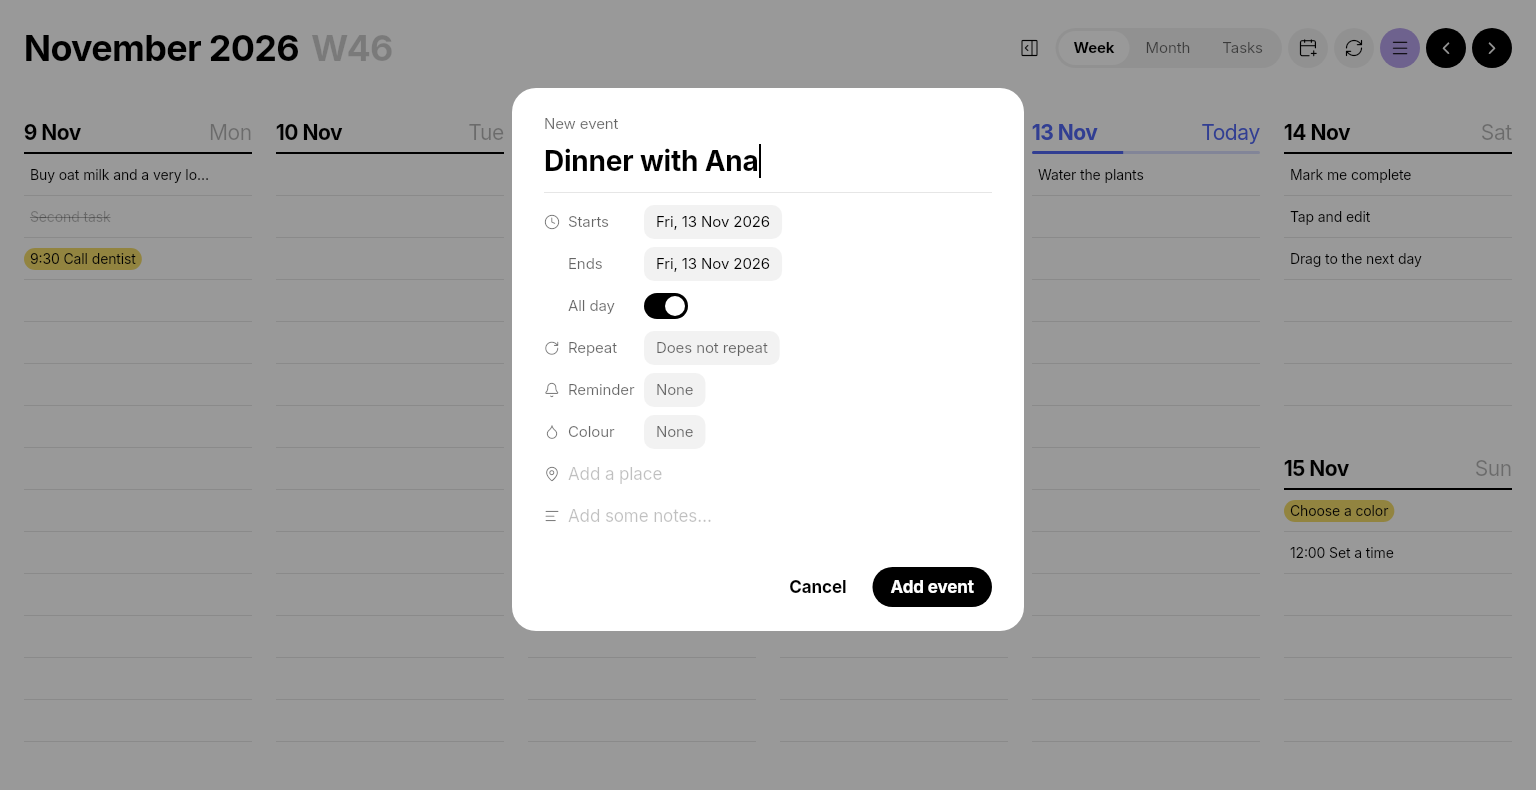 November 2026 W46
Week
Month
Tasks
9 Nov Mon
Buy oat milk and a very lo...
Second task
9:30 Call dentist
10 Nov Tue
New event
Dinner with Ana
Starts Fri, 13 Nov 2026
Ends Fri, 13 Nov 2026
All day
Repeat Does not repeat
Reminder None
Colour None
Add a place
Add some notes...
Cancel
Add event
13 Nov Today
Water the plants
14 Nov Sat
Mark me complete
Tap and edit
Drag to the next day
15 Nov Sun
Choose a color
12:00 Set a time